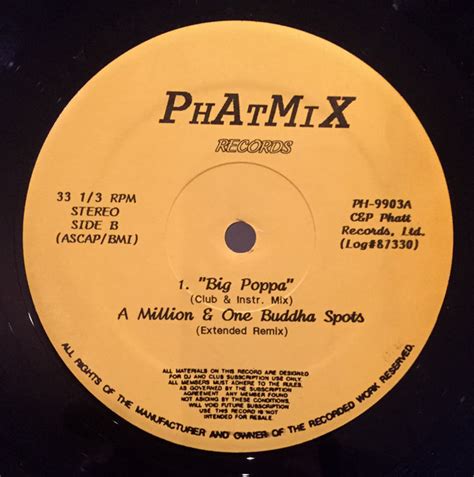 PHATMIX
RECORDS
33 1/3 RPM
STEREO
SIDE B
(ASCAP/BMI)
PH-9903A
C&P Phatt
Records, Ltd.
(Log#87330)
1. "Big Poppa"
(Club & Instr. Mix)
A Million & One Buddha Spots
(Extended Remix)
ALL MATERIALS ON THIS RECORD ARE DESIGNED
FOR DJ AND CLUB SUBSCRIPTION USE ONLY.
ALL MEMBERS MUST ADHERE TO THE RULES,
AS GOVERNED BY THE SUBSCRIPTION
AGREEMENT. ANY MEMBER FOUND
NOT ABIDING BY THESE CONDITIONS,
WILL VOID FUTURE SUBSCRIPTION
USE THIS RECORD IS NOT
INTENDED FOR RESALE.
ALL RIGHTS OF THE MANUFACTURER AND OWNER OF THE RECORDED WORK RESERVED.